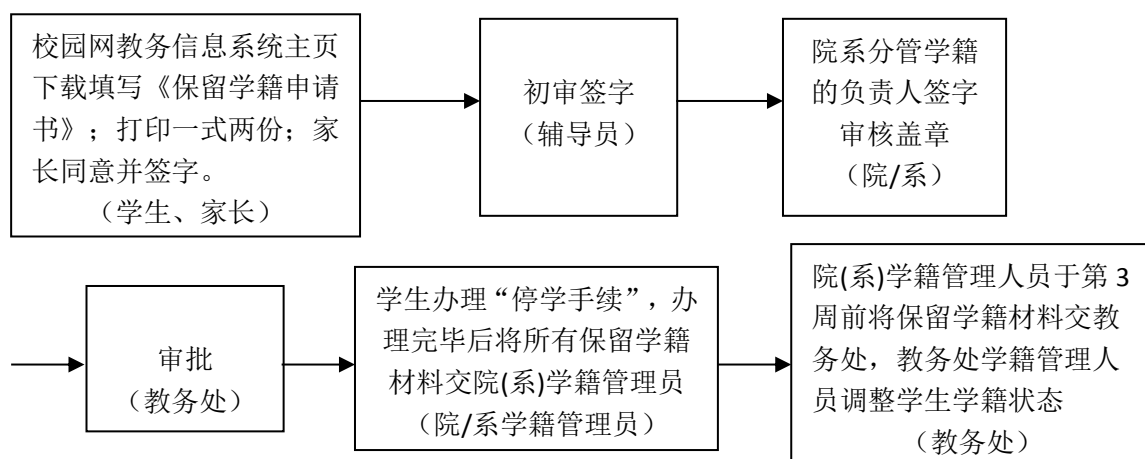 校园网教务信息系统主页
下载填写《保留学籍申请
书》；打印一式两份；家
长同意并签字。
（学生、家长）
初审签字
（辅导员）
院系分管学籍
的负责人签字
审核盖章
（院/系）
审批
（教务处）
学生办理“停学手续”，办
理完毕后将所有保留学籍
材料交院(系)学籍管理员
（院/系学籍管理员）
院(系)学籍管理人员于第 3
周前将保留学籍材料交教
务处，教务处学籍管理人
员调整学生学籍状态
（教务处）